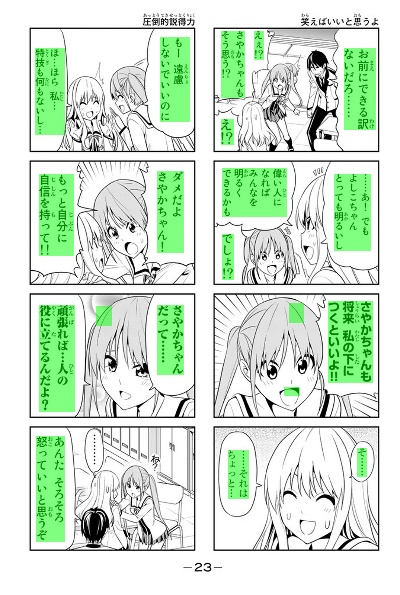 笑えばいいと思うよ
お前にできる訳
ないだろ……
えぇ!?
さやかちゃんも
そう思う!?
え!?
……あ!でも
よしこちゃん
とっても明るいし
偉い人に
なれば
みんなを
明るく
できるかも
でしょ!?
さやかちゃんも
将来 私の下に
つくといいよ!!
そ……
……それは
ちょっと…
圧倒的説得力
もー 遠慮
しないでいいのに
ほ・ほら 私…
特技も何もないし…
ダメだよ
さやかちゃん!
もっと自分に
自信を持って!!
さやかちゃん
だって……
頑張れば…人の
役に立てるんだよ?
………
あんた そろそろ
怒っていいと思うぞ
—23—